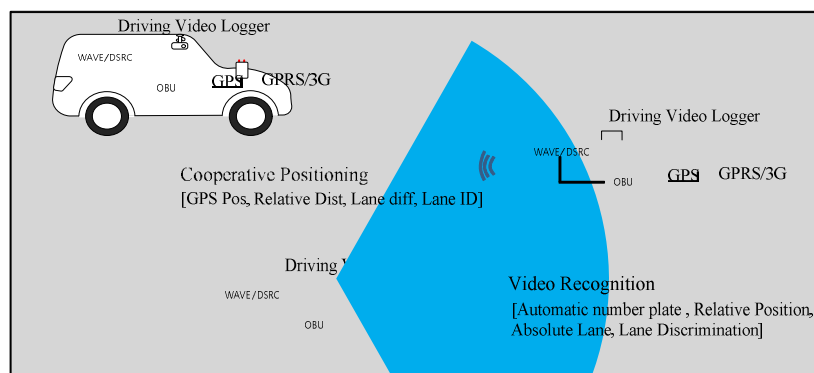 Driving Video Logger
WAVE/DSRC
OBU
GPS
GPRS/3G
Driving Video Logger
WAVE/DSRC
OBU
GPS
GPRS/3G
Cooperative Positioning
[GPS Pos, Relative Dist, Lane diff, Lane ID]
Driving
WAVE/DSRC
OBU
Video Recognition
[Automatic number plate , Relative Position,
Absolute Lane, Lane Discrimination]